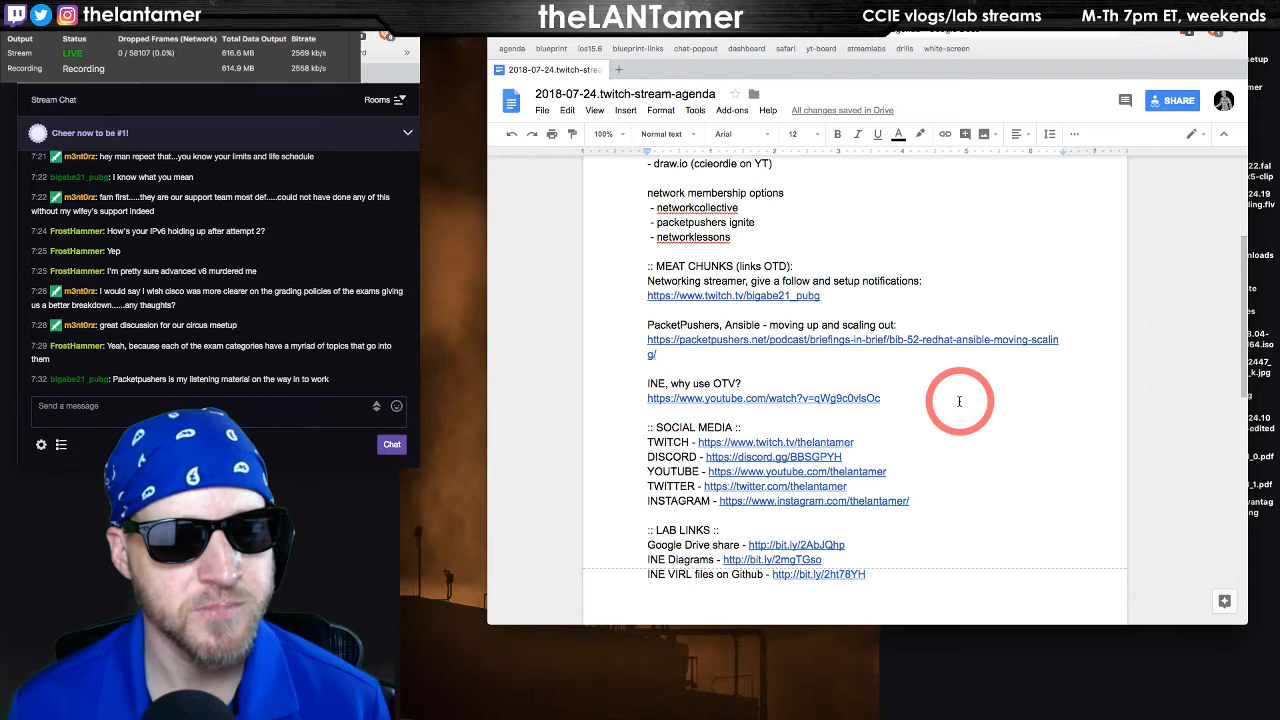 thelantamer
theLANTamer
CCIE vlogs/lab streams
M-Th 7pm ET, weekends
Output
Status
Dropped Frames (Network)
Total Data Output
Bitrate
Stream
LIVE
0 / 58107 (0.0%)
616.6 MB
2569 kb/s
Recording
Recording
614.9 MB
2558 kb/s
Stream Chat
Rooms
Cheer now to be #1!
7:21 m3nt0rz: hey man repect that...you know your limits and life schedule
7:22 bigabe21_pubg: I know what you mean
7:22 m3nt0rz: fam first.....they are our support team most def.....could not have done any of this
without my wifey's support indeed
7:24 FrostHammer: How's your IPv6 holding up after attempt 2?
7:25 FrostHammer: Yep
7:25 FrostHammer: I'm pretty sure advanced v6 murdered me
7:26 m3nt0rz: I would say I wish cisco was more clearer on the grading policies of the exams giving
us a better breakdown......any thaughts?
7:28 m3nt0rz: great discussion for our circus meetup
7:29 FrostHammer: Yeah, because each of the exam categories have a myriad of topics that go into
them
7:32 bigabe21_pubg: Packetpushers is my listening material on the way in to work
Send a message
Chat
agenda
blueprint
ios15.6
blueprint-links
chat-popout
dashboard
safari
yt-board
streamlabs
drills
white-screen
2018-07-24.twitch-stre
2018-07-24.twitch-stream-agenda
File Edit View Insert Format Tools Add-ons Help
All changes saved in Drive
SHARE
100%
Normal text
Arial
12
B I U A
1 1 2 3 4 5 6 7
- draw.io (ccieordie on YT)
network membership options
- networkcollective
- packetpushers ignite
- networklessons
:: MEAT CHUNKS (links OTD):
Networking streamer, give a follow and setup notifications:
https://www.twitch.tv/bigabe21_pubg
PacketPushers, Ansible - moving up and scaling out:
https://packetpushers.net/podcast/briefings-in-brief/bib-52-redhat-ansible-moving-scalin
g/
INE, why use OTV?
https://www.youtube.com/watch?v=qWg9c0vlsOc
:: SOCIAL MEDIA ::
TWITCH - https://www.twitch.tv/thelantamer
DISCORD - https://discord.gg/BBSGPYH
YOUTUBE - https://www.youtube.com/thelantamer
TWITTER - https://twitter.com/thelantamer
INSTAGRAM - https://www.instagram.com/thelantamer/
:: LAB LINKS ::
Google Drive share - http://bit.ly/2AbJQhp
INE Diagrams - http://bit.ly/2mgTGso
INE VIRL files on Github - http://bit.ly/2ht78YH